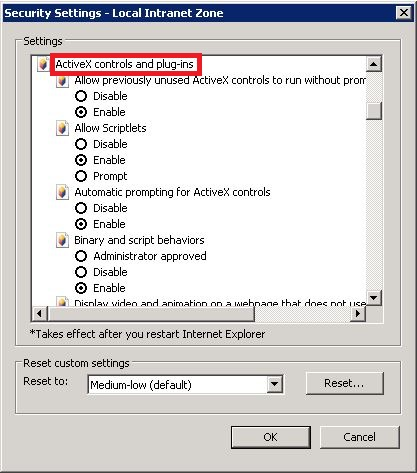 Security Settings - Local Intranet Zone
Settings
ActiveX controls and plug-ins
Allow previously unused ActiveX controls to run without prom
Disable
Enable
Allow Scriptlets
Disable
Enable
Prompt
Automatic prompting for ActiveX controls
Disable
Enable
Binary and script behaviors
Administrator approved
Disable
Enable
Display video and animation on a webpage that does not use
*Takes effect after you restart Internet Explorer
Reset custom settings
Reset to: Medium-low (default) Reset...
OK Cancel